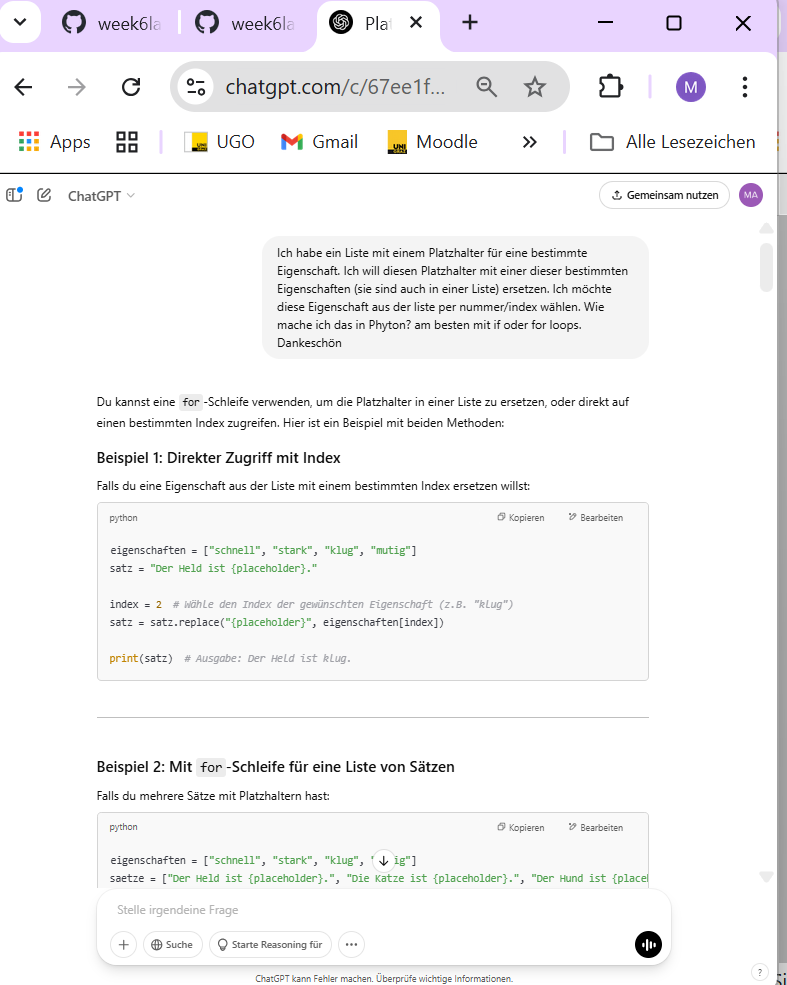 week6la
week6la
Pla
chatgpt.com/c/67ee1f...
M
Apps
UGO
Gmail
Moodle
Alle Lesezeichen
ChatGPT
Gemeinsam nutzen
MA
Ich habe ein Liste mit einem Platzhalter für eine bestimmte
Eigenschaft. Ich will diesen Platzhalter mit einer dieser bestimmten
Eigenschaften (sie sind auch in einer Liste) ersetzen. Ich möchte
diese Eigenschaft aus der liste per nummer/index wählen. Wie
mache ich das in Phyton? am besten mit if oder for loops.
Dankeschön
Du kannst eine for-Schleife verwenden, um die Platzhalter in einer Liste zu ersetzen, oder direkt auf
einen bestimmten Index zugreifen. Hier ist ein Beispiel mit beiden Methoden:
Beispiel 1: Direkter Zugriff mit Index
Falls du eine Eigenschaft aus der Liste mit einem bestimmten Index ersetzen willst:
python
Kopieren
Bearbeiten
eigenschaften = ["schnell", "stark", "klug", "mutig"]
satz = "Der Held ist {placeholder}."
index = 2  # Wähle den Index der gewünschten Eigenschaft (z.B. "klug")
satz = satz.replace("{placeholder}", eigenschaften[index])
print(satz)  # Ausgabe: Der Held ist klug.
Beispiel 2: Mit for-Schleife für eine Liste von Sätzen
Falls du mehrere Sätze mit Platzhaltern hast:
python
Kopieren
Bearbeiten
eigenschaften = ["schnell", "stark", "klug", "ig"]
saetze = ["Der Held ist {placeholder}.", "Die Katze ist {placeholder}.", "Der Hund ist {place
Stelle irgendeine Frage
Suche
Starte Reasoning für
ChatGPT kann Fehler machen. Überprüfe wichtige Informationen.
?